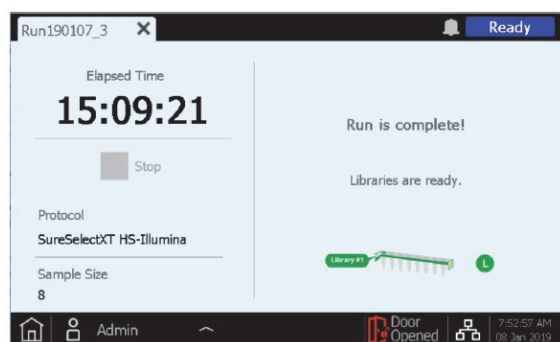 Run190107_3
Ready
Elapsed Time
15:09:21
Stop
Protocol
SureSelectXT HS-Illumina
Sample Size
8
Run is complete!
Libraries are ready.
Library #1
L
Admin
Door
Opened
7:52:57 AM
08 Jan 2019